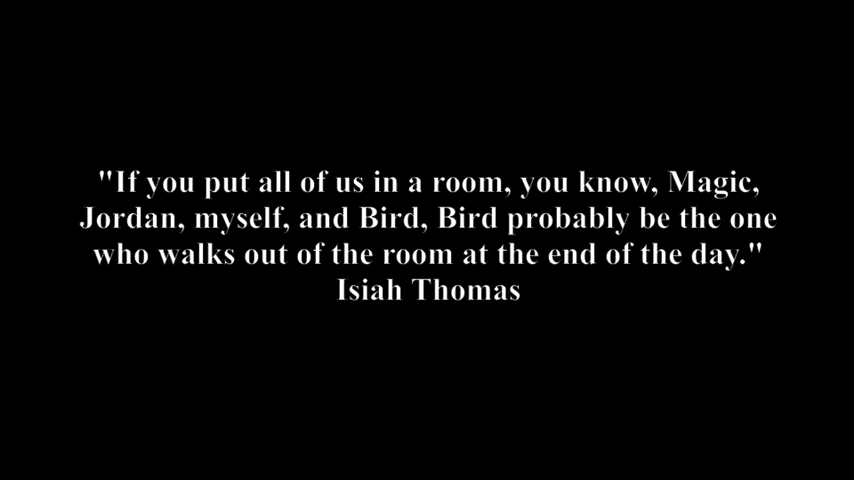 "If you put all of us in a room, you know, Magic,
Jordan, myself, and Bird, Bird probably be the one
who walks out of the room at the end of the day."
Isiah Thomas